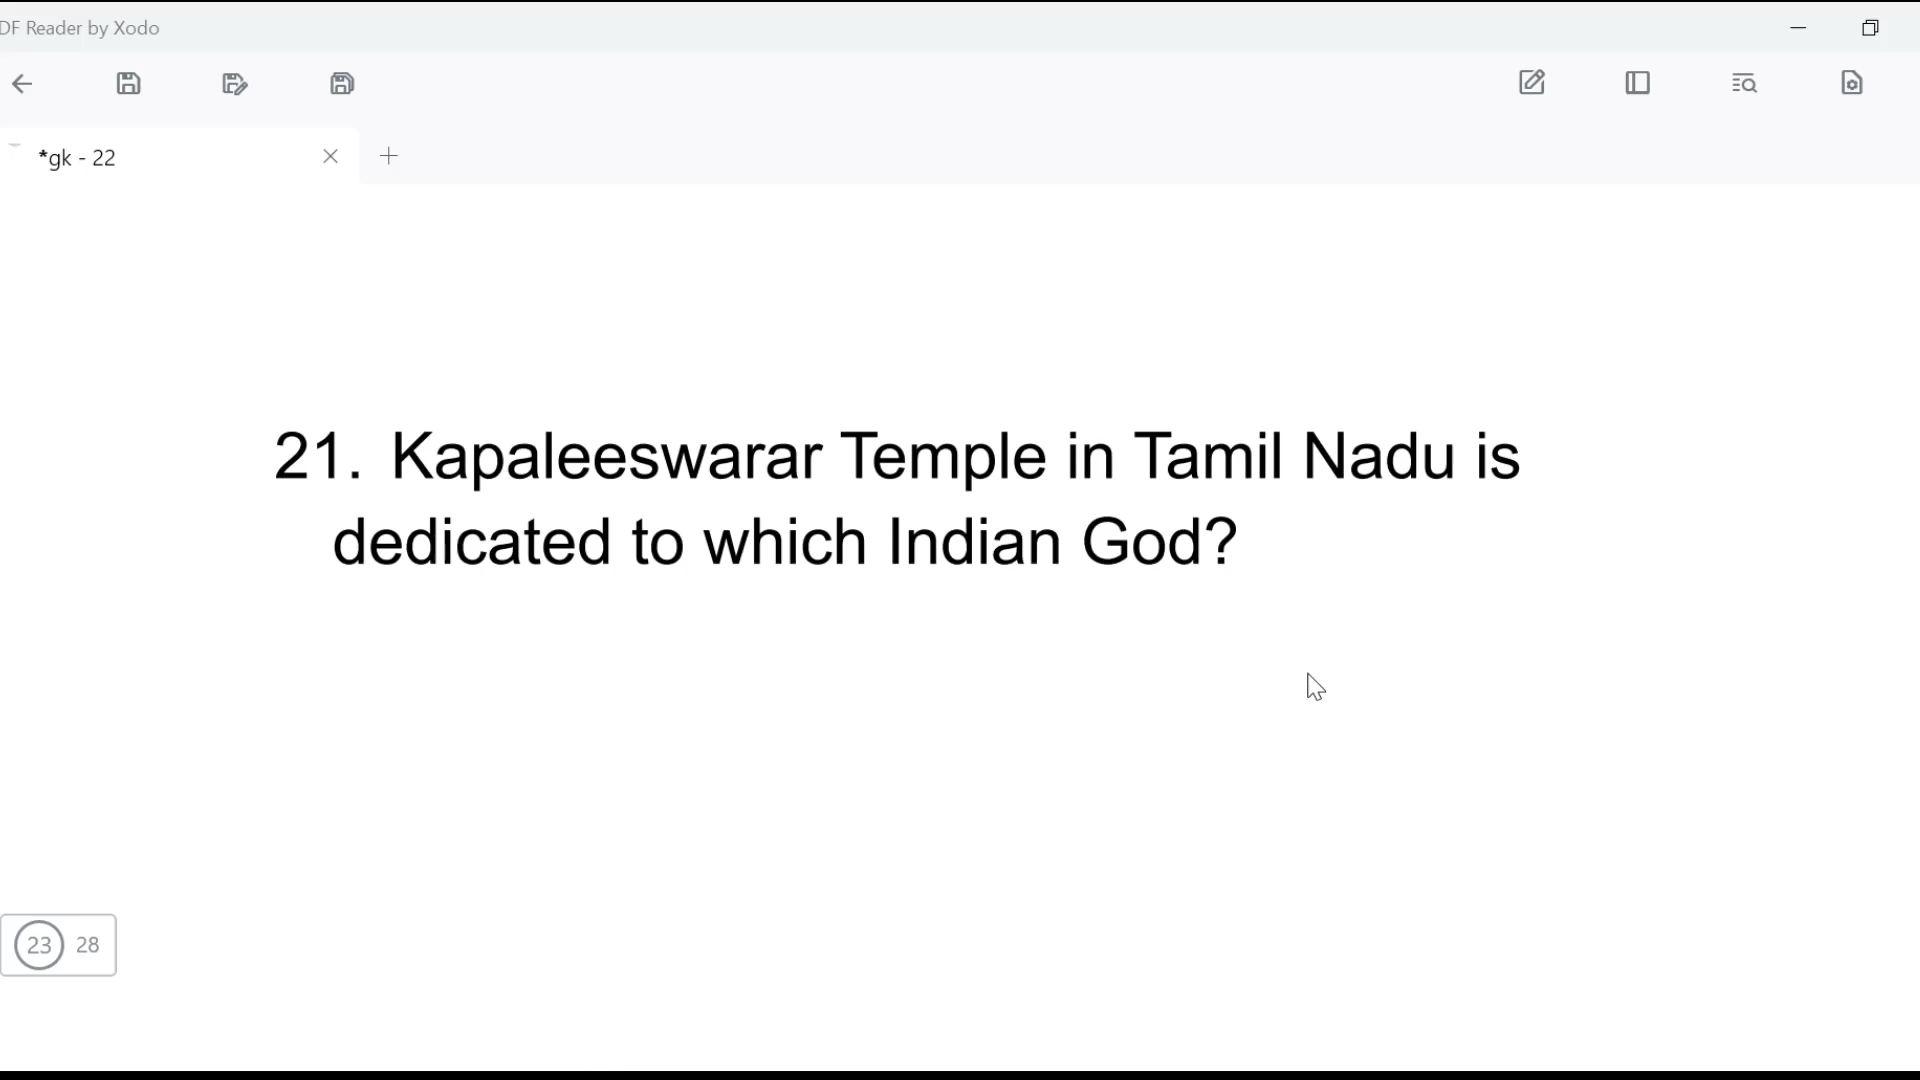 DF Reader by Xodo
*gk - 22
21. Kapaleeswarar Temple in Tamil Nadu is
dedicated to which Indian God?
23 28